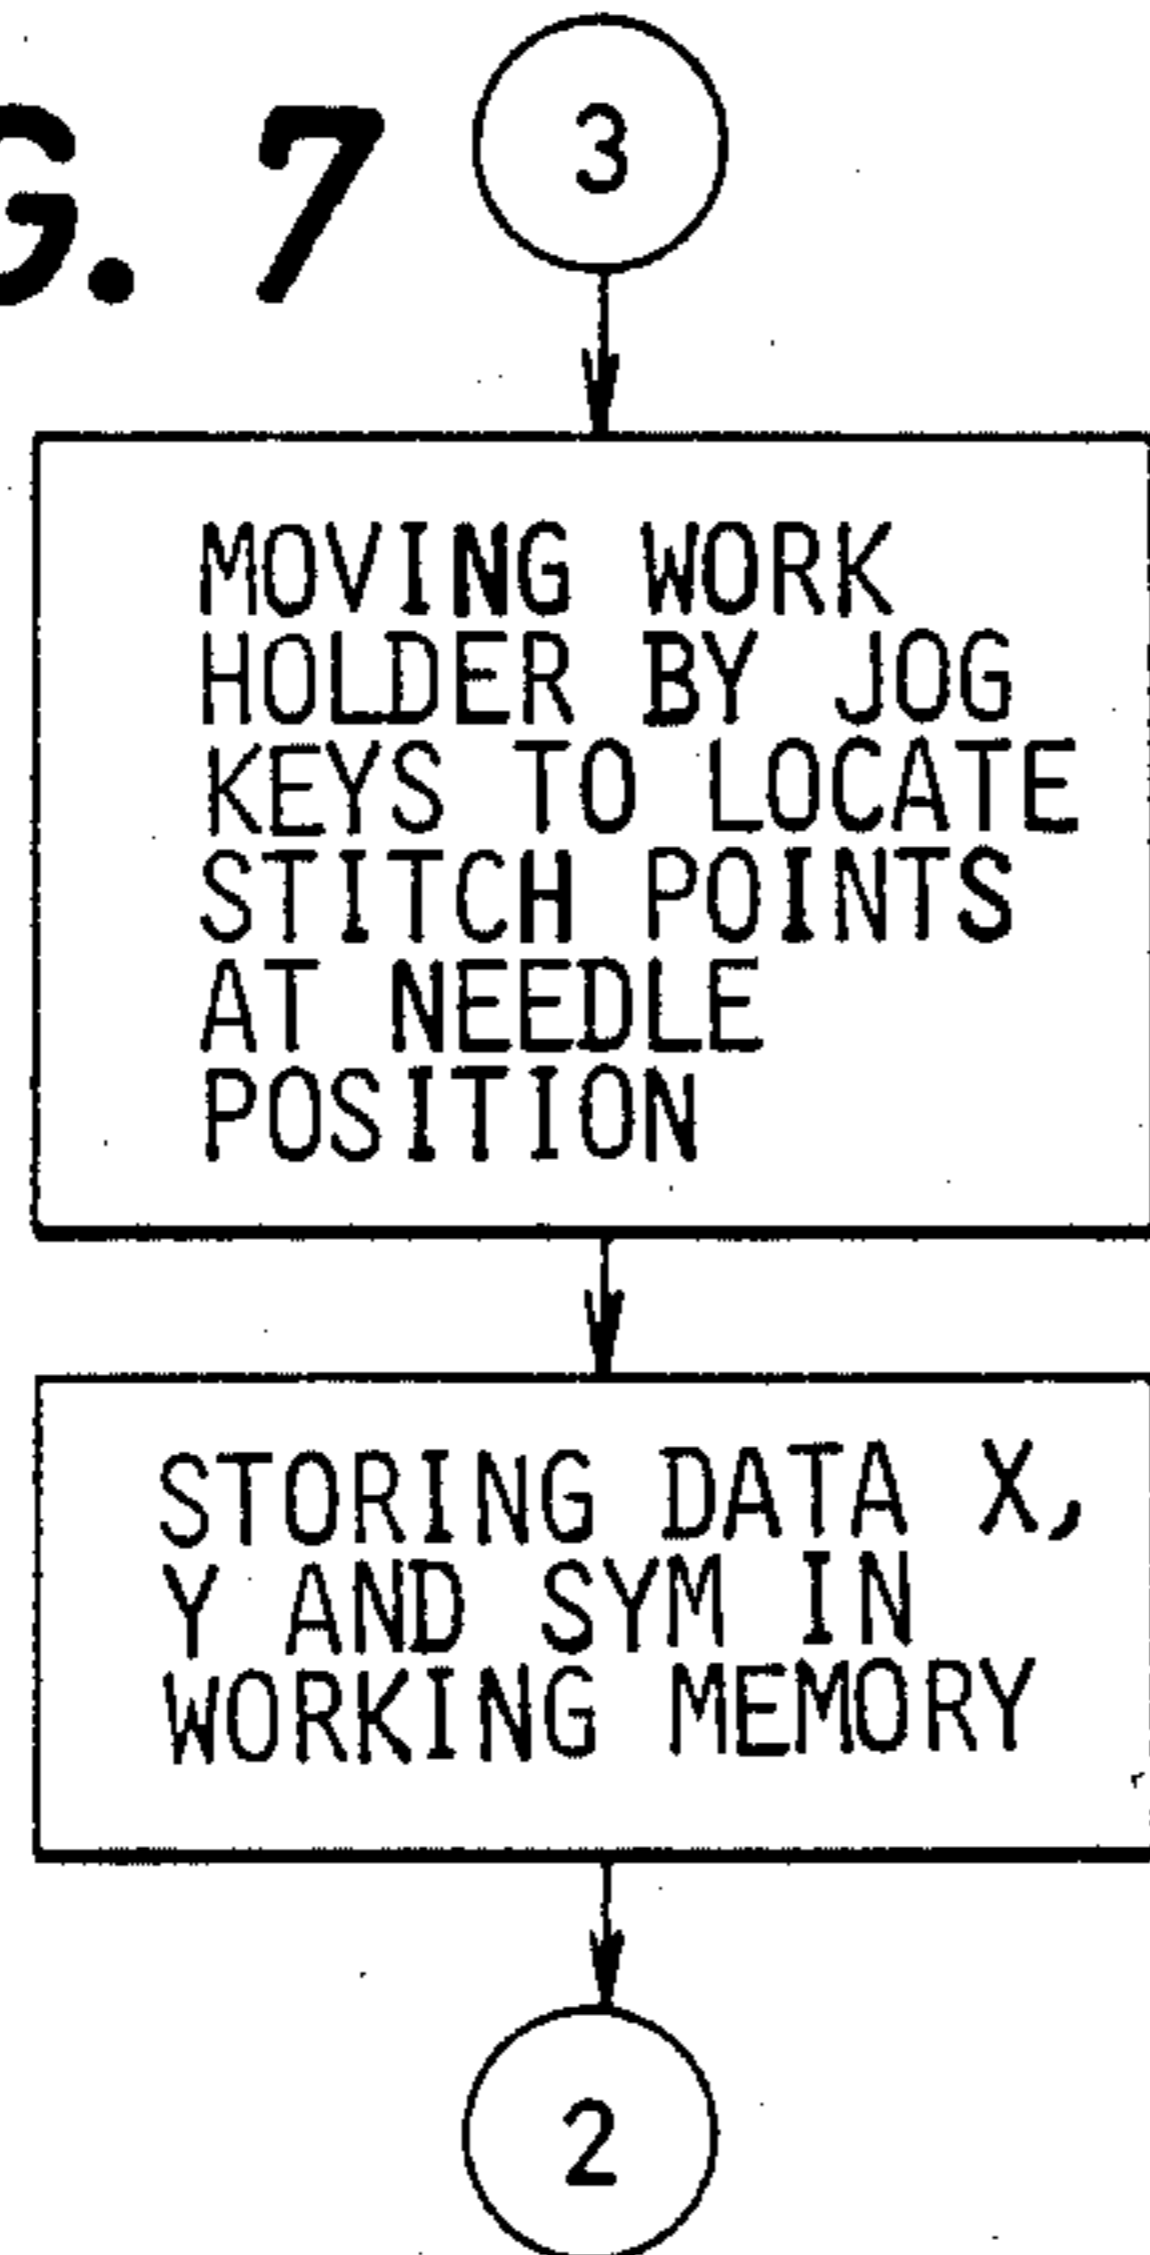 G. 7
3
MOVING WORK
HOLDER BY JOG
KEYS TO LOCATE
STITCH POINTS
AT NEEDLE
POSITION
STORING DATA X,
Y AND SYM IN
WORKING MEMORY
2